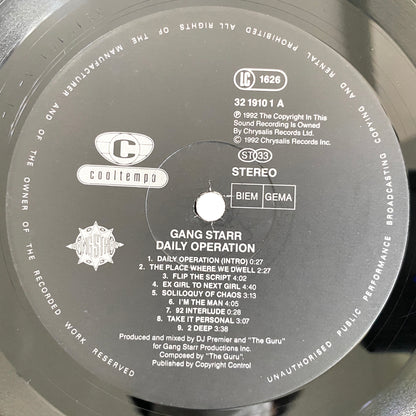 ALL RIGHTS OF THE MANUFACTURER AND OF THE OWNER OF THE RECORDED WORK RESERVED
UNAUTHORISED PUBLIC PERFORMANCE BROADCASTING COPYING AND RENTAL PROHIBITED
LC 1626
32 1910 1 A
℗ 1992 The Copyright In This
Sound Recording Is Owned
By Chrysalis Records Ltd.
© 1992 Chrysalis Records Inc.
C
cooltempo
ST033
STEREO
BIEM GEMA
GANG STARR
GANG STARR
DAILY OPERATION
1. DAILY OPERATION (INTRO) 0:27
2. THE PLACE WHERE WE DWELL 2:27
3. FLIP THE SCRIPT 4:02
4. EX GIRL TO NEXT GIRL 4:40
5. SOLILOQUY OF CHAOS 3:13
6. I'M THE MAN 4:05
7. 92 INTERLUDE 0:28
8. TAKE IT PERSONAL 3:07
9. 2 DEEP 3:38
Produced and mixed by DJ Premier and "The Guru"
for Gang Starr Productions Inc.
Composed by "The Guru".
Published by Copyright Control